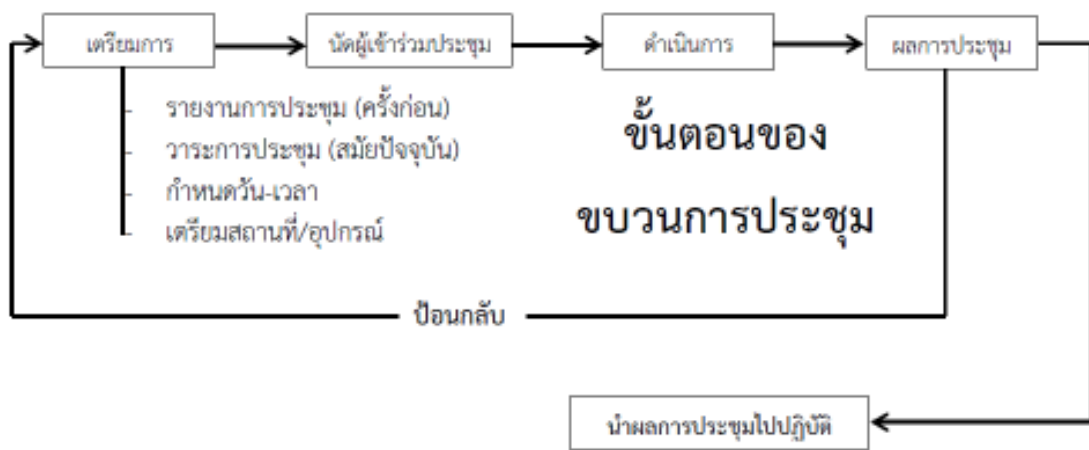 เตรียมการ
นัดผู้เข้าร่วมประชุม
ดำเนินการ
ผลการประชุม
- รายงานการประชุม (ครั้งก่อน)
- วาระการประชุม (สมัยปัจจุบัน)
- กำหนดวัน-เวลา
- เตรียมสถานที่/อุปกรณ์
ขั้นตอนของ
ขบวนการประชุม
ป้อนกลับ
นำผลการประชุมไปปฏิบัติ